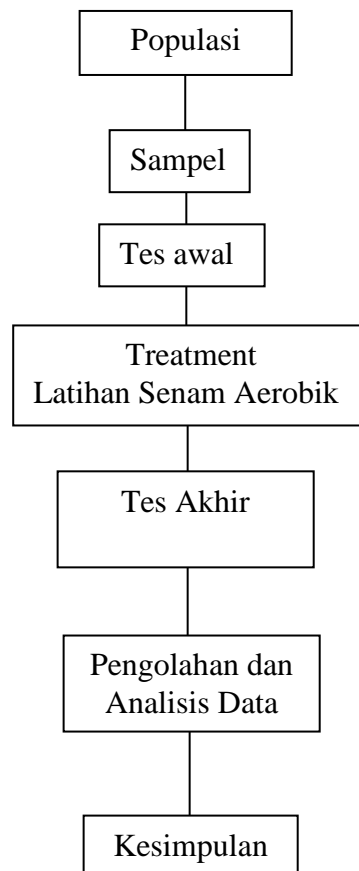 Populasi
Sampel
Tes awal
Treatment
Latihan Senam Aerobik
Tes Akhir
Pengolahan dan
Analisis Data
Kesimpulan